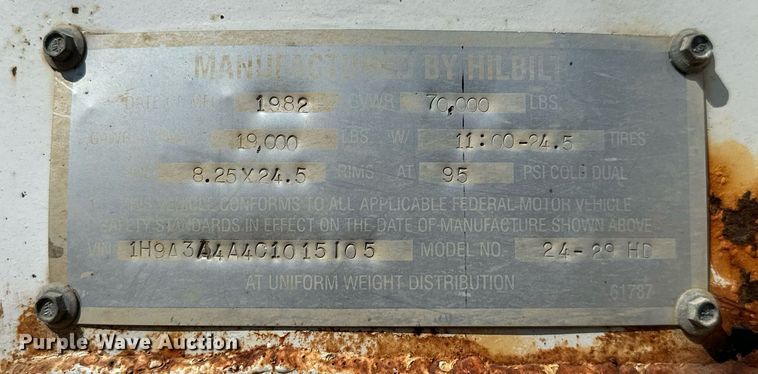 MANUFACTURED BY HILBILT
1982 GVWR 70,000 LBS.
19,000 LBS. W/ 11:00-24.5 TIRES
8.25X24.5 RIMS, AT 95 PSI COLD DUAL
CONFORMS TO ALL APPLICABLE FEDERAL MOTOR VEHICLE
SAFETY STANDARDS IN EFFECT ON THE DATE OF MANUFACTURE SHOWN ABOVE
VIN 1H9A3A4A4C1015105 MODEL NO. 24-29 HD
AT UNIFORM WEIGHT DISTRIBUTION
61787
Purple Wave Auction